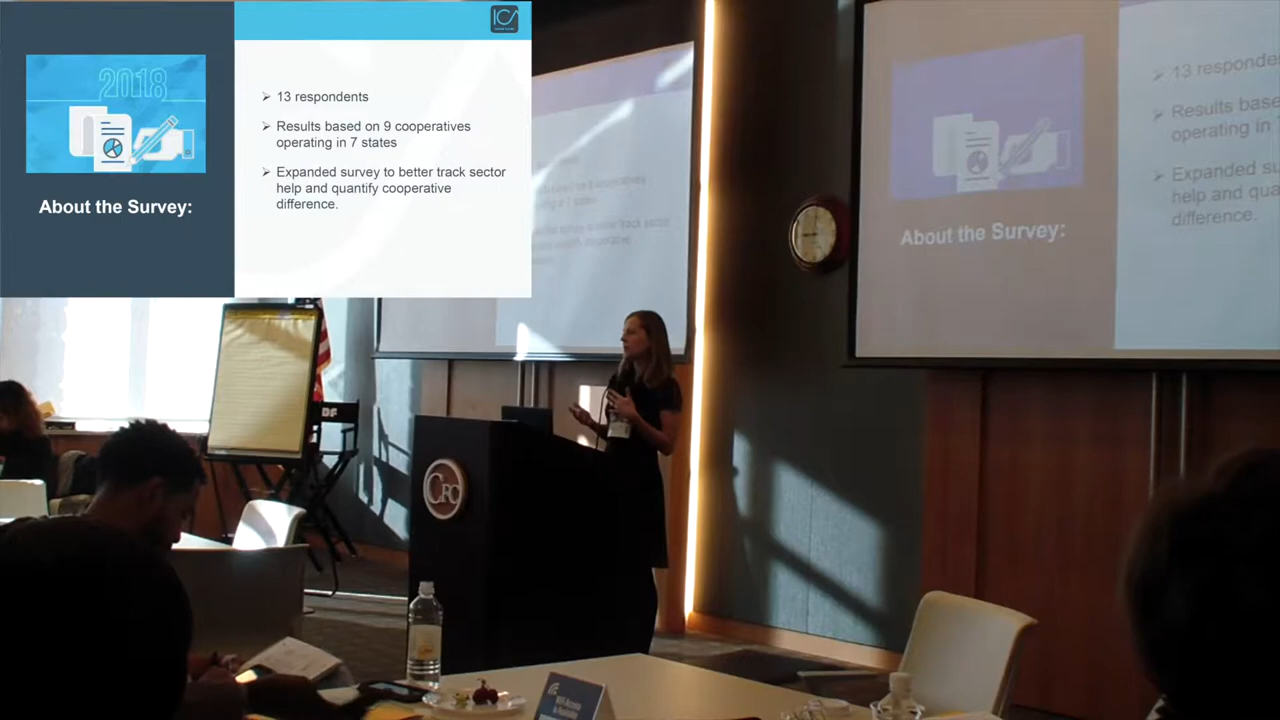 ICA
2018
About the Survey:
➢ 13 respondents
➢ Results based on 9 cooperatives
operating in 7 states
➢ Expanded survey to better track sector
help and quantify cooperative
difference.
About the Survey:
➢ 13 responde
➢ Results base
operating in
➢ Expanded su
help and qua
difference.
DF
CFC